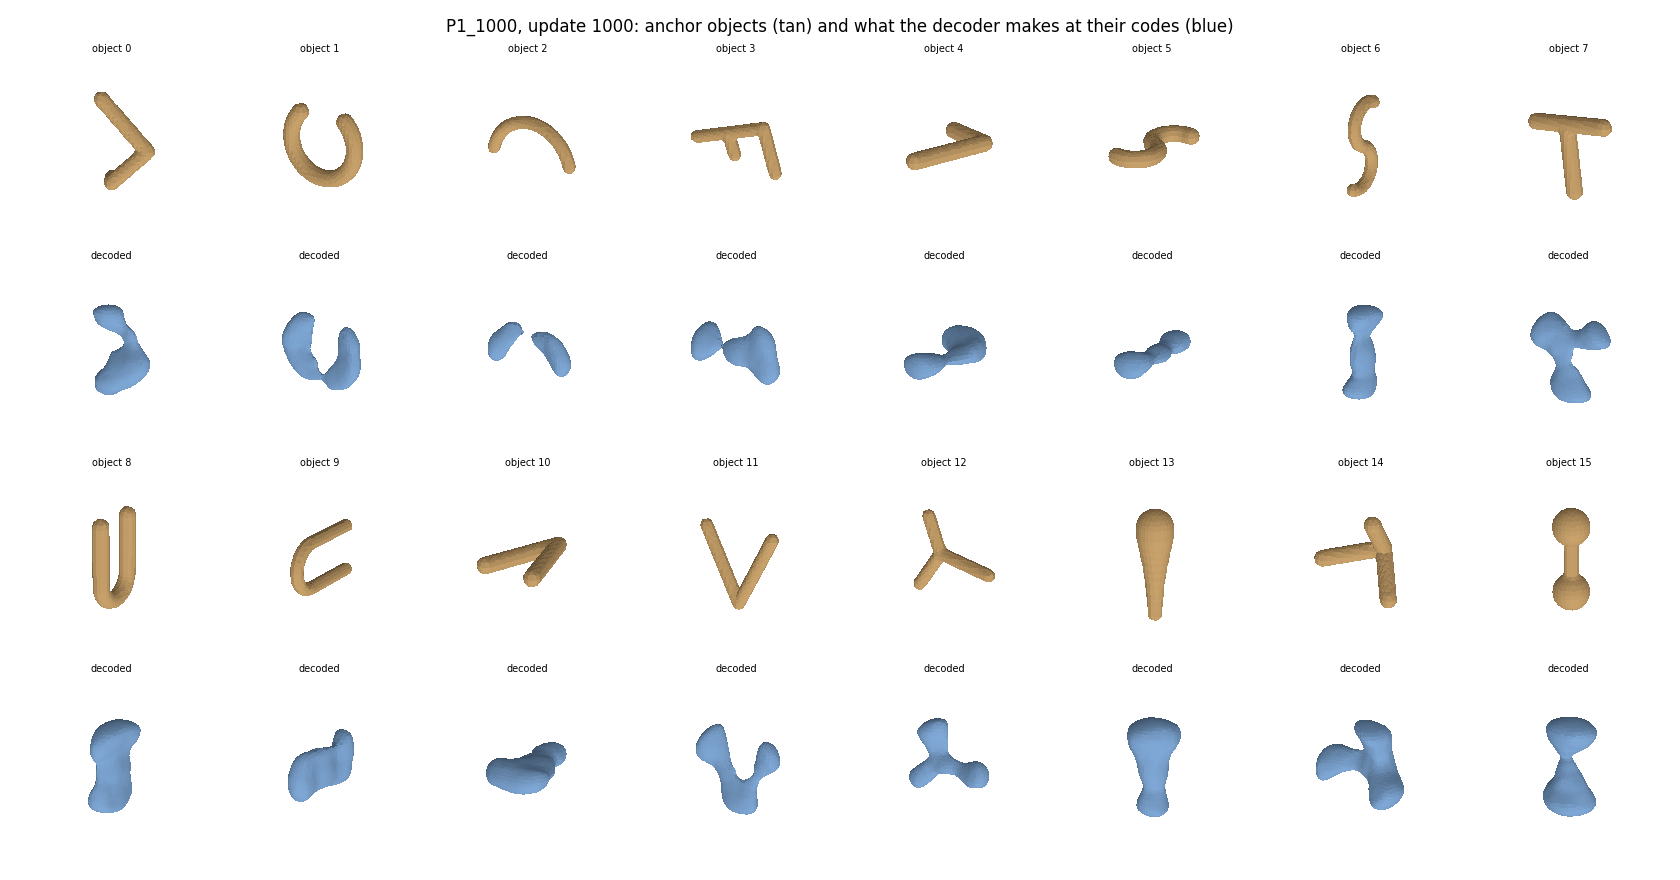 P1_1000, update 1000: anchor objects (tan) and what the decoder makes at their codes (blue)
object 0 object 1 object 2 object 3 object 4 object 5 object 6 object 7
decoded decoded decoded decoded decoded decoded decoded decoded
object 8 object 9 object 10 object 11 object 12 object 13 object 14 object 15
decoded decoded decoded decoded decoded decoded decoded decoded